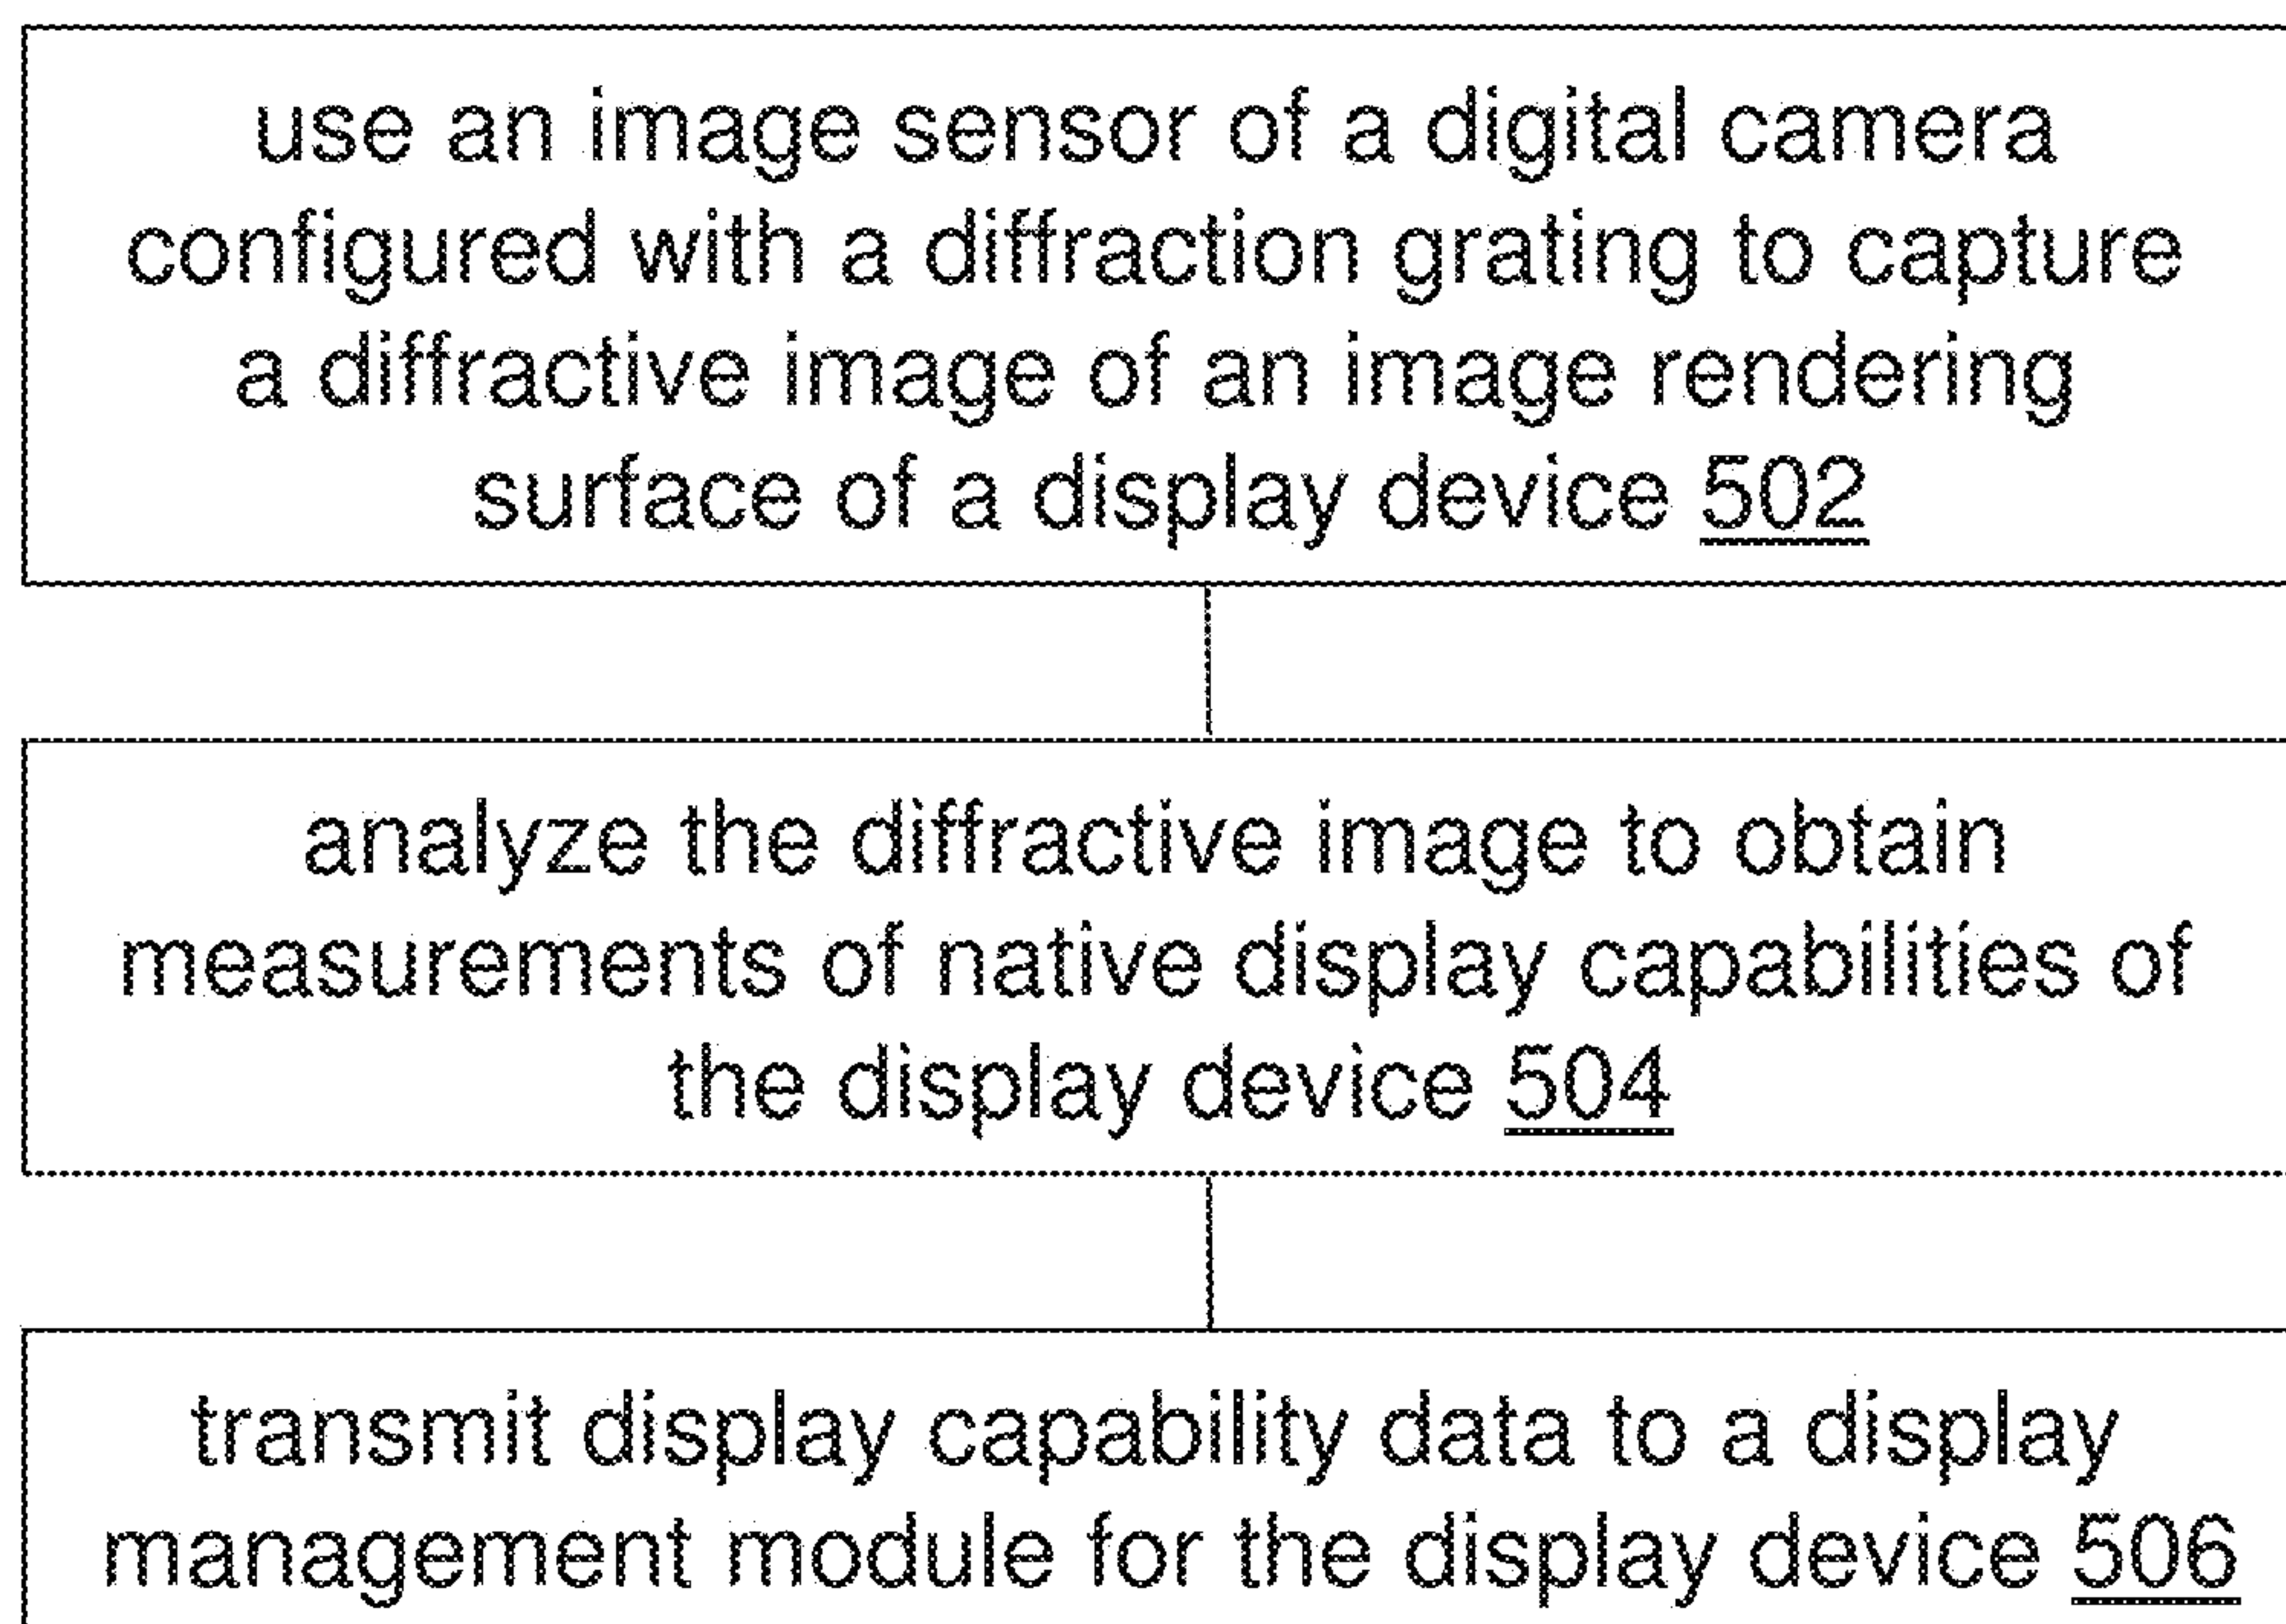 use an image sensor of a digital camera
configured with a diffraction grating to capture
a diffractive image of an image rendering
surface of a display device 502
analyze the diffractive image to obtain
measurements of native display capabilities of
the display device 504
transmit display capability data to a display
management module for the display device 506